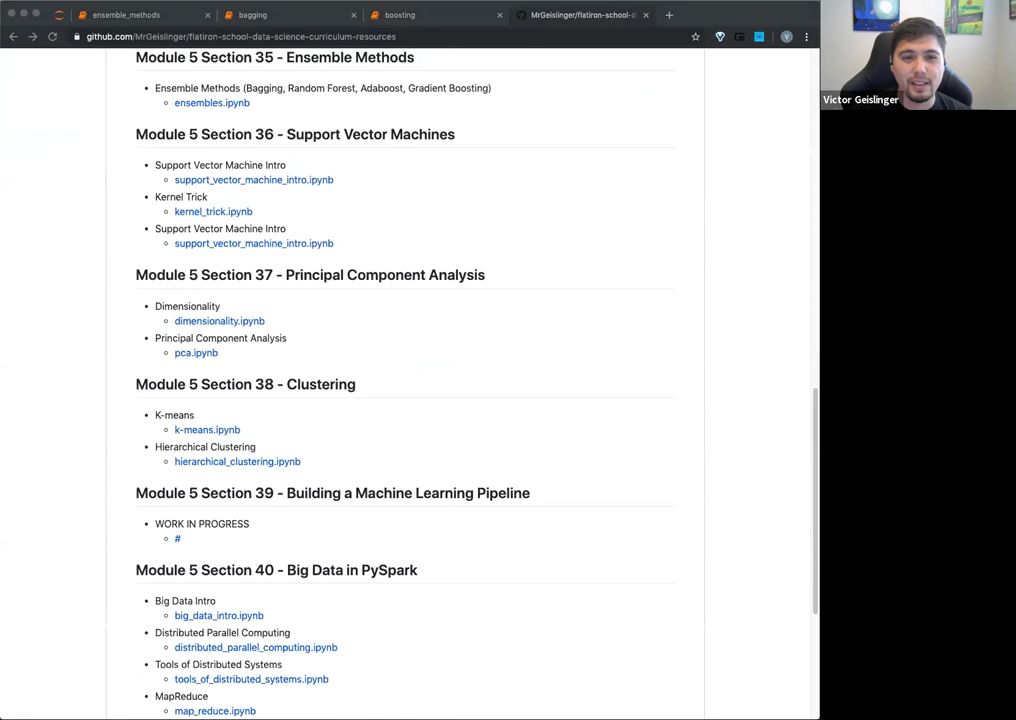 ensemble_methods
bagging
boosting
MrGeislinger/flatiron-school-d-
github.com/MrGeislinger/flatiron-school-data-science-curriculum-resources
V
Victor Geislinger
Module 5 Section 35 - Ensemble Methods
Ensemble Methods (Bagging, Random Forest, Adaboost, Gradient Boosting)
ensembles.ipynb
Module 5 Section 36 - Support Vector Machines
Support Vector Machine Intro
support_vector_machine_intro.ipynb
Kernel Trick
kernel_trick.ipynb
Support Vector Machine Intro
support_vector_machine_intro.ipynb
Module 5 Section 37 - Principal Component Analysis
Dimensionality
dimensionality.ipynb
Principal Component Analysis
pca.ipynb
Module 5 Section 38 - Clustering
K-means
k-means.ipynb
Hierarchical Clustering
hierarchical_clustering.ipynb
Module 5 Section 39 - Building a Machine Learning Pipeline
WORK IN PROGRESS
#
Module 5 Section 40 - Big Data in PySpark
Big Data Intro
big_data_intro.ipynb
Distributed Parallel Computing
distributed_parallel_computing.ipynb
Tools of Distributed Systems
tools_of_distributed_systems.ipynb
MapReduce
map_reduce.ipynb